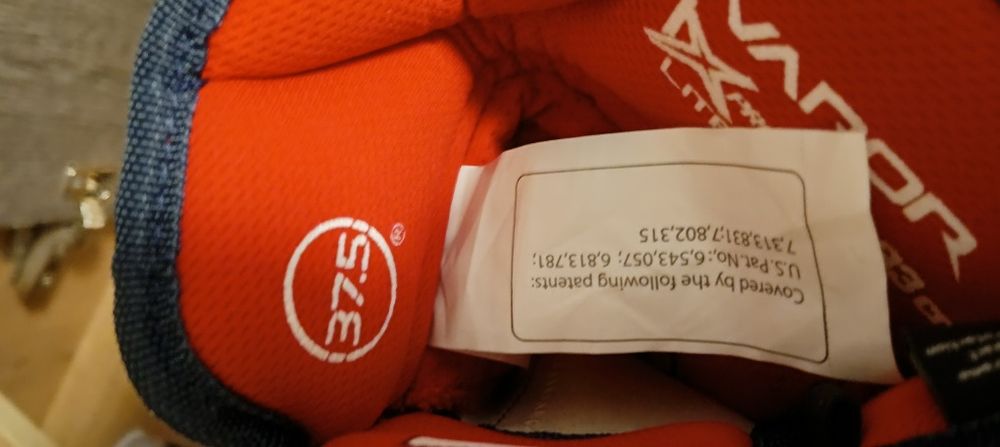 37.5®
Covered by the following patents:
U.S.Pat.No.:6,543,057; 6,813,781;
7,313,831;7,802,315
VAPOR
X
LITE